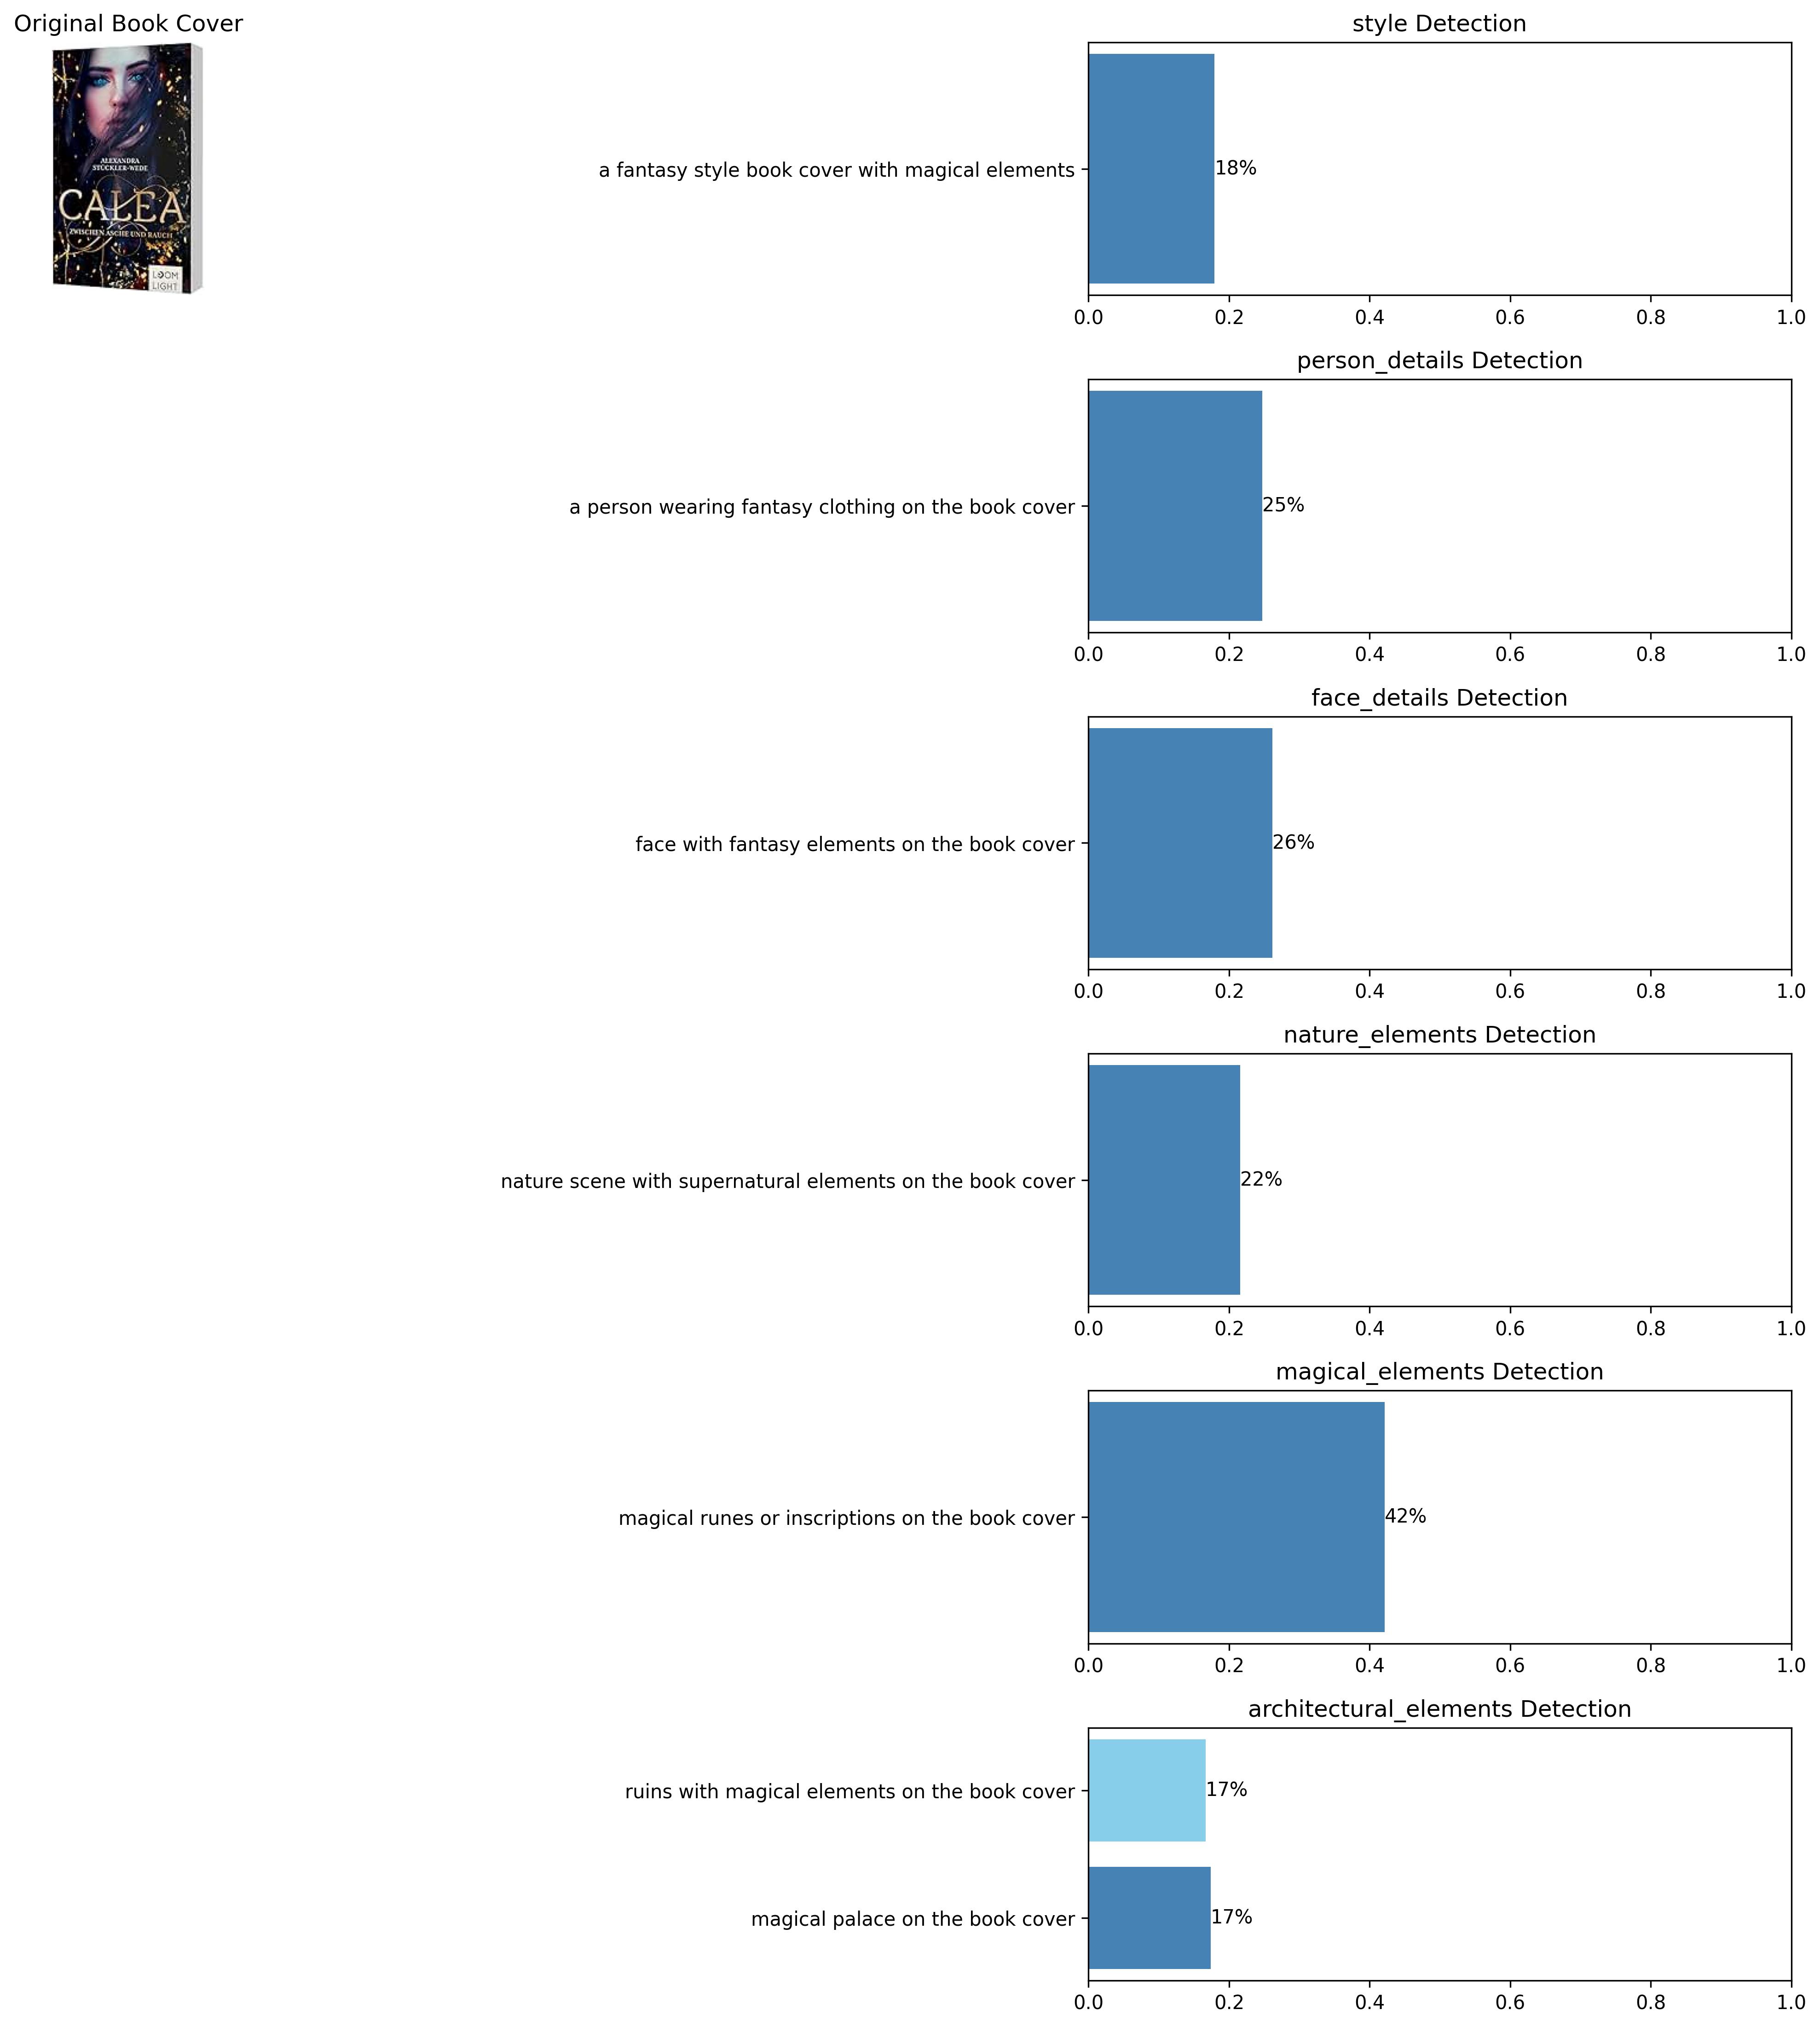 Original Book Cover
ALEXANDRA
STÜCKLER-WEDE
CALEA
ZWISCHEN ASCHE UND RAUCH
LOOM
LIGHT
style Detection
a fantasy style book cover with magical elements
18%
0.0 0.2 0.4 0.6 0.8 1.0
person_details Detection
a person wearing fantasy clothing on the book cover
25%
0.0 0.2 0.4 0.6 0.8 1.0
face_details Detection
face with fantasy elements on the book cover
26%
0.0 0.2 0.4 0.6 0.8 1.0
nature_elements Detection
nature scene with supernatural elements on the book cover
22%
0.0 0.2 0.4 0.6 0.8 1.0
magical_elements Detection
magical runes or inscriptions on the book cover
42%
0.0 0.2 0.4 0.6 0.8 1.0
architectural_elements Detection
ruins with magical elements on the book cover
17%
magical palace on the book cover
17%
0.0 0.2 0.4 0.6 0.8 1.0